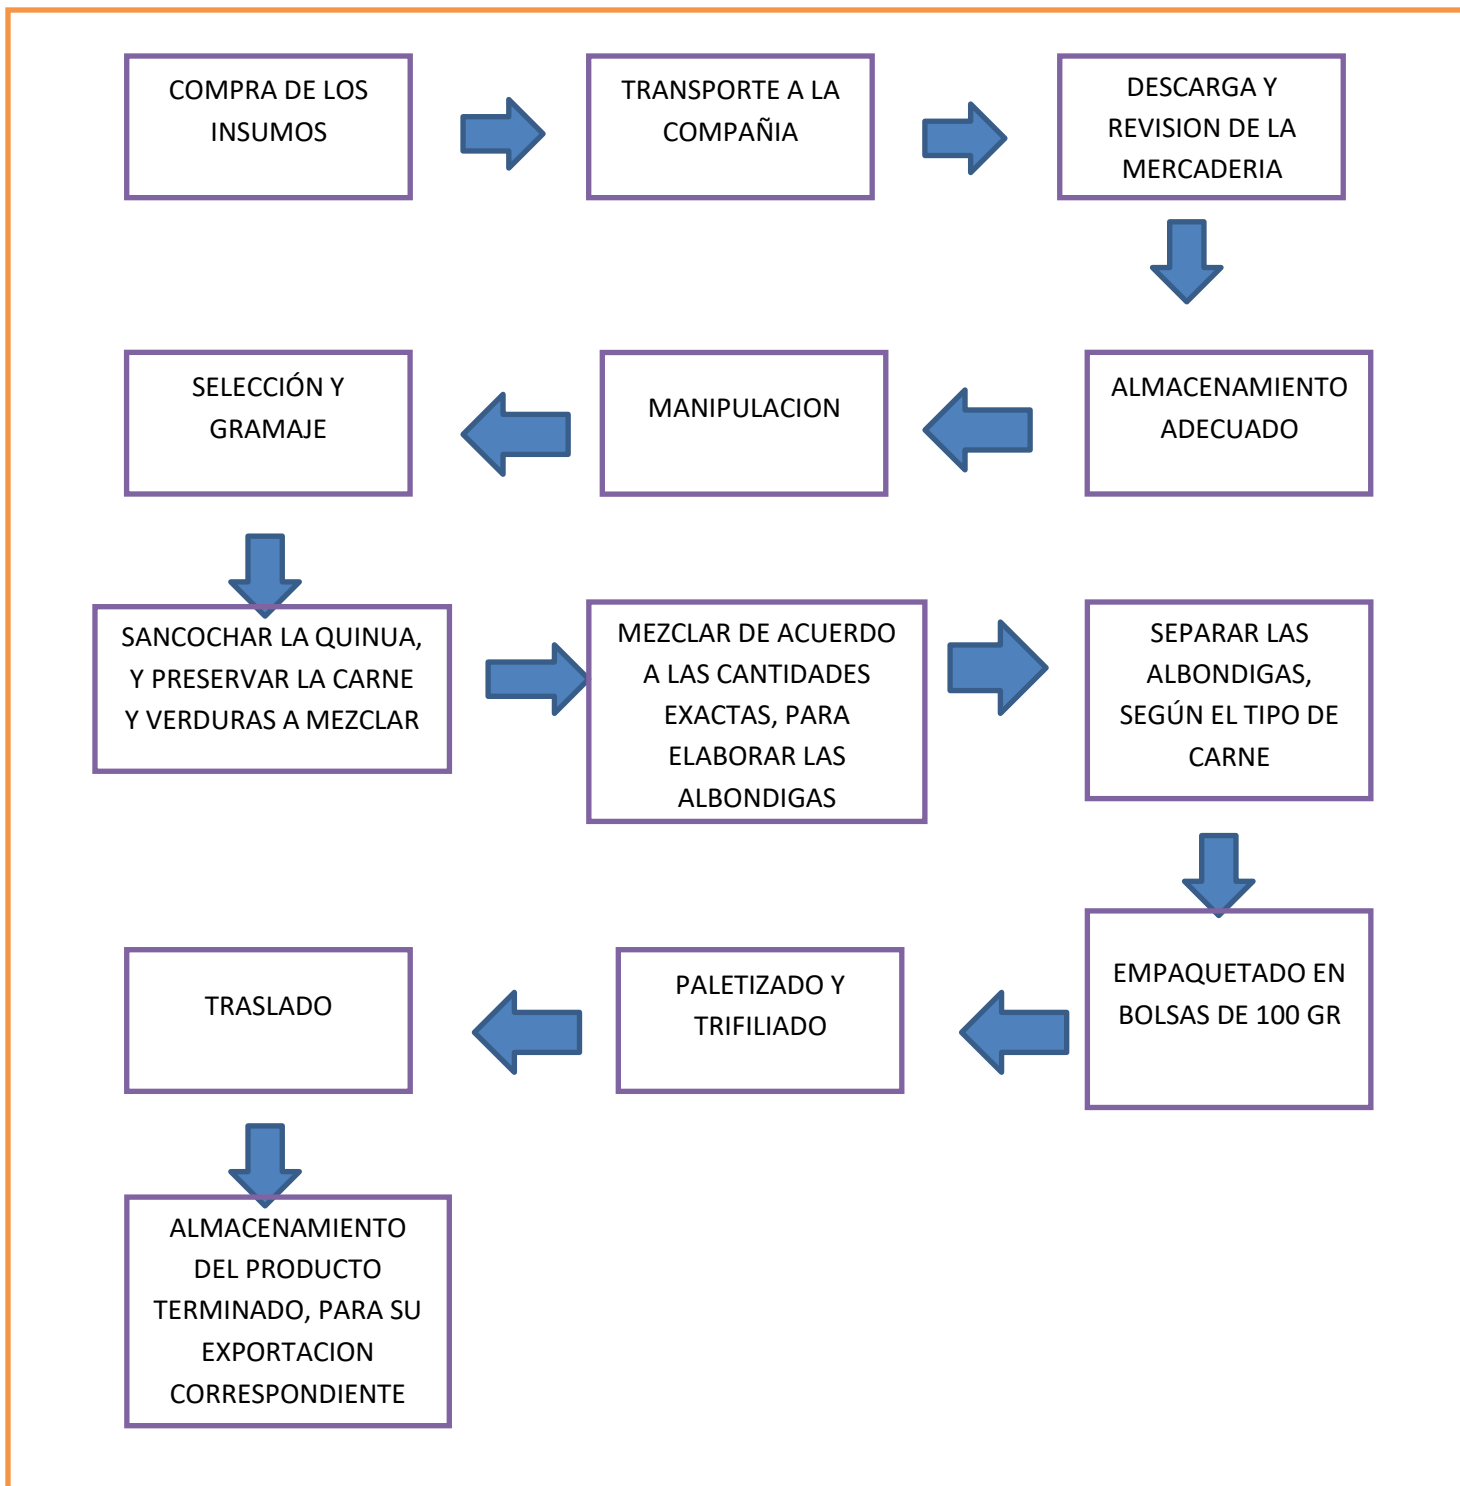 COMPRA DE LOS
INSUMOS
TRANSPORTE A LA
COMPAÑIA
DESCARGA Y
REVISION DE LA
MERCADERIA
ALMACENAMIENTO
ADECUADO
MANIPULACION
SELECCIÓN Y
GRAMAJE
SANCOCHAR LA QUINUA,
Y PRESERVAR LA CARNE
Y VERDURAS A MEZCLAR
MEZCLAR DE ACUERDO
A LAS CANTIDADES
EXACTAS, PARA
ELABORAR LAS
ALBONDIGAS
SEPARAR LAS
ALBONDIGAS,
SEGÚN EL TIPO DE
CARNE
EMPAQUETADO EN
BOLSAS DE 100 GR
PALETIZADO Y
TRIFILIADO
TRASLADO
ALMACENAMIENTO
DEL PRODUCTO
TERMINADO, PARA SU
EXPORTACION
CORRESPONDIENTE